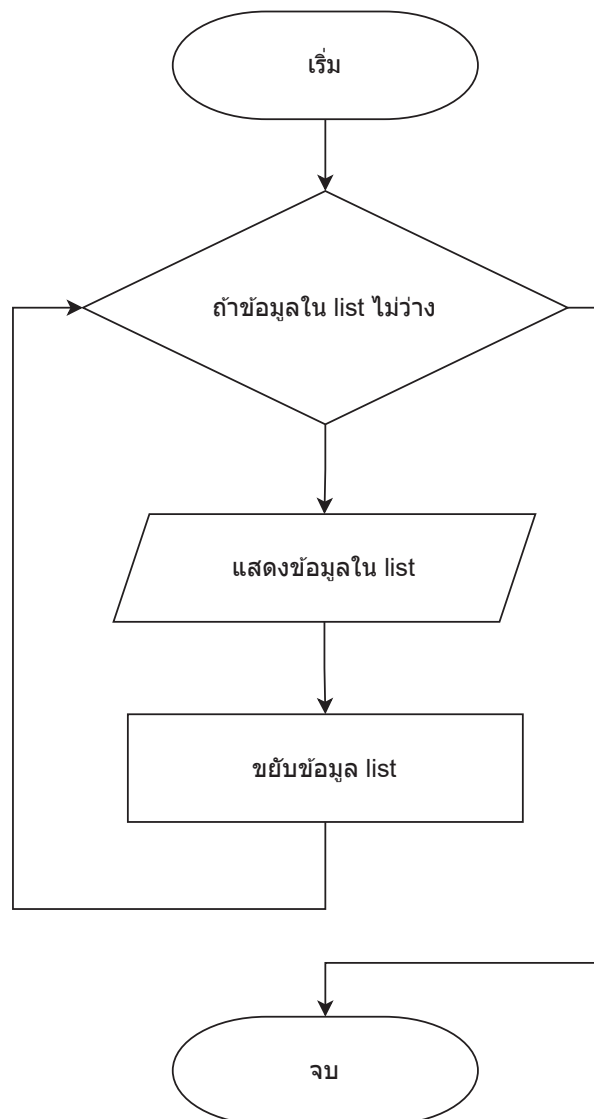 เริ่ม
ถ้าข้อมูลใน list ไม่ว่าง
แสดงข้อมูลใน list
ขยับข้อมูล list
จบ